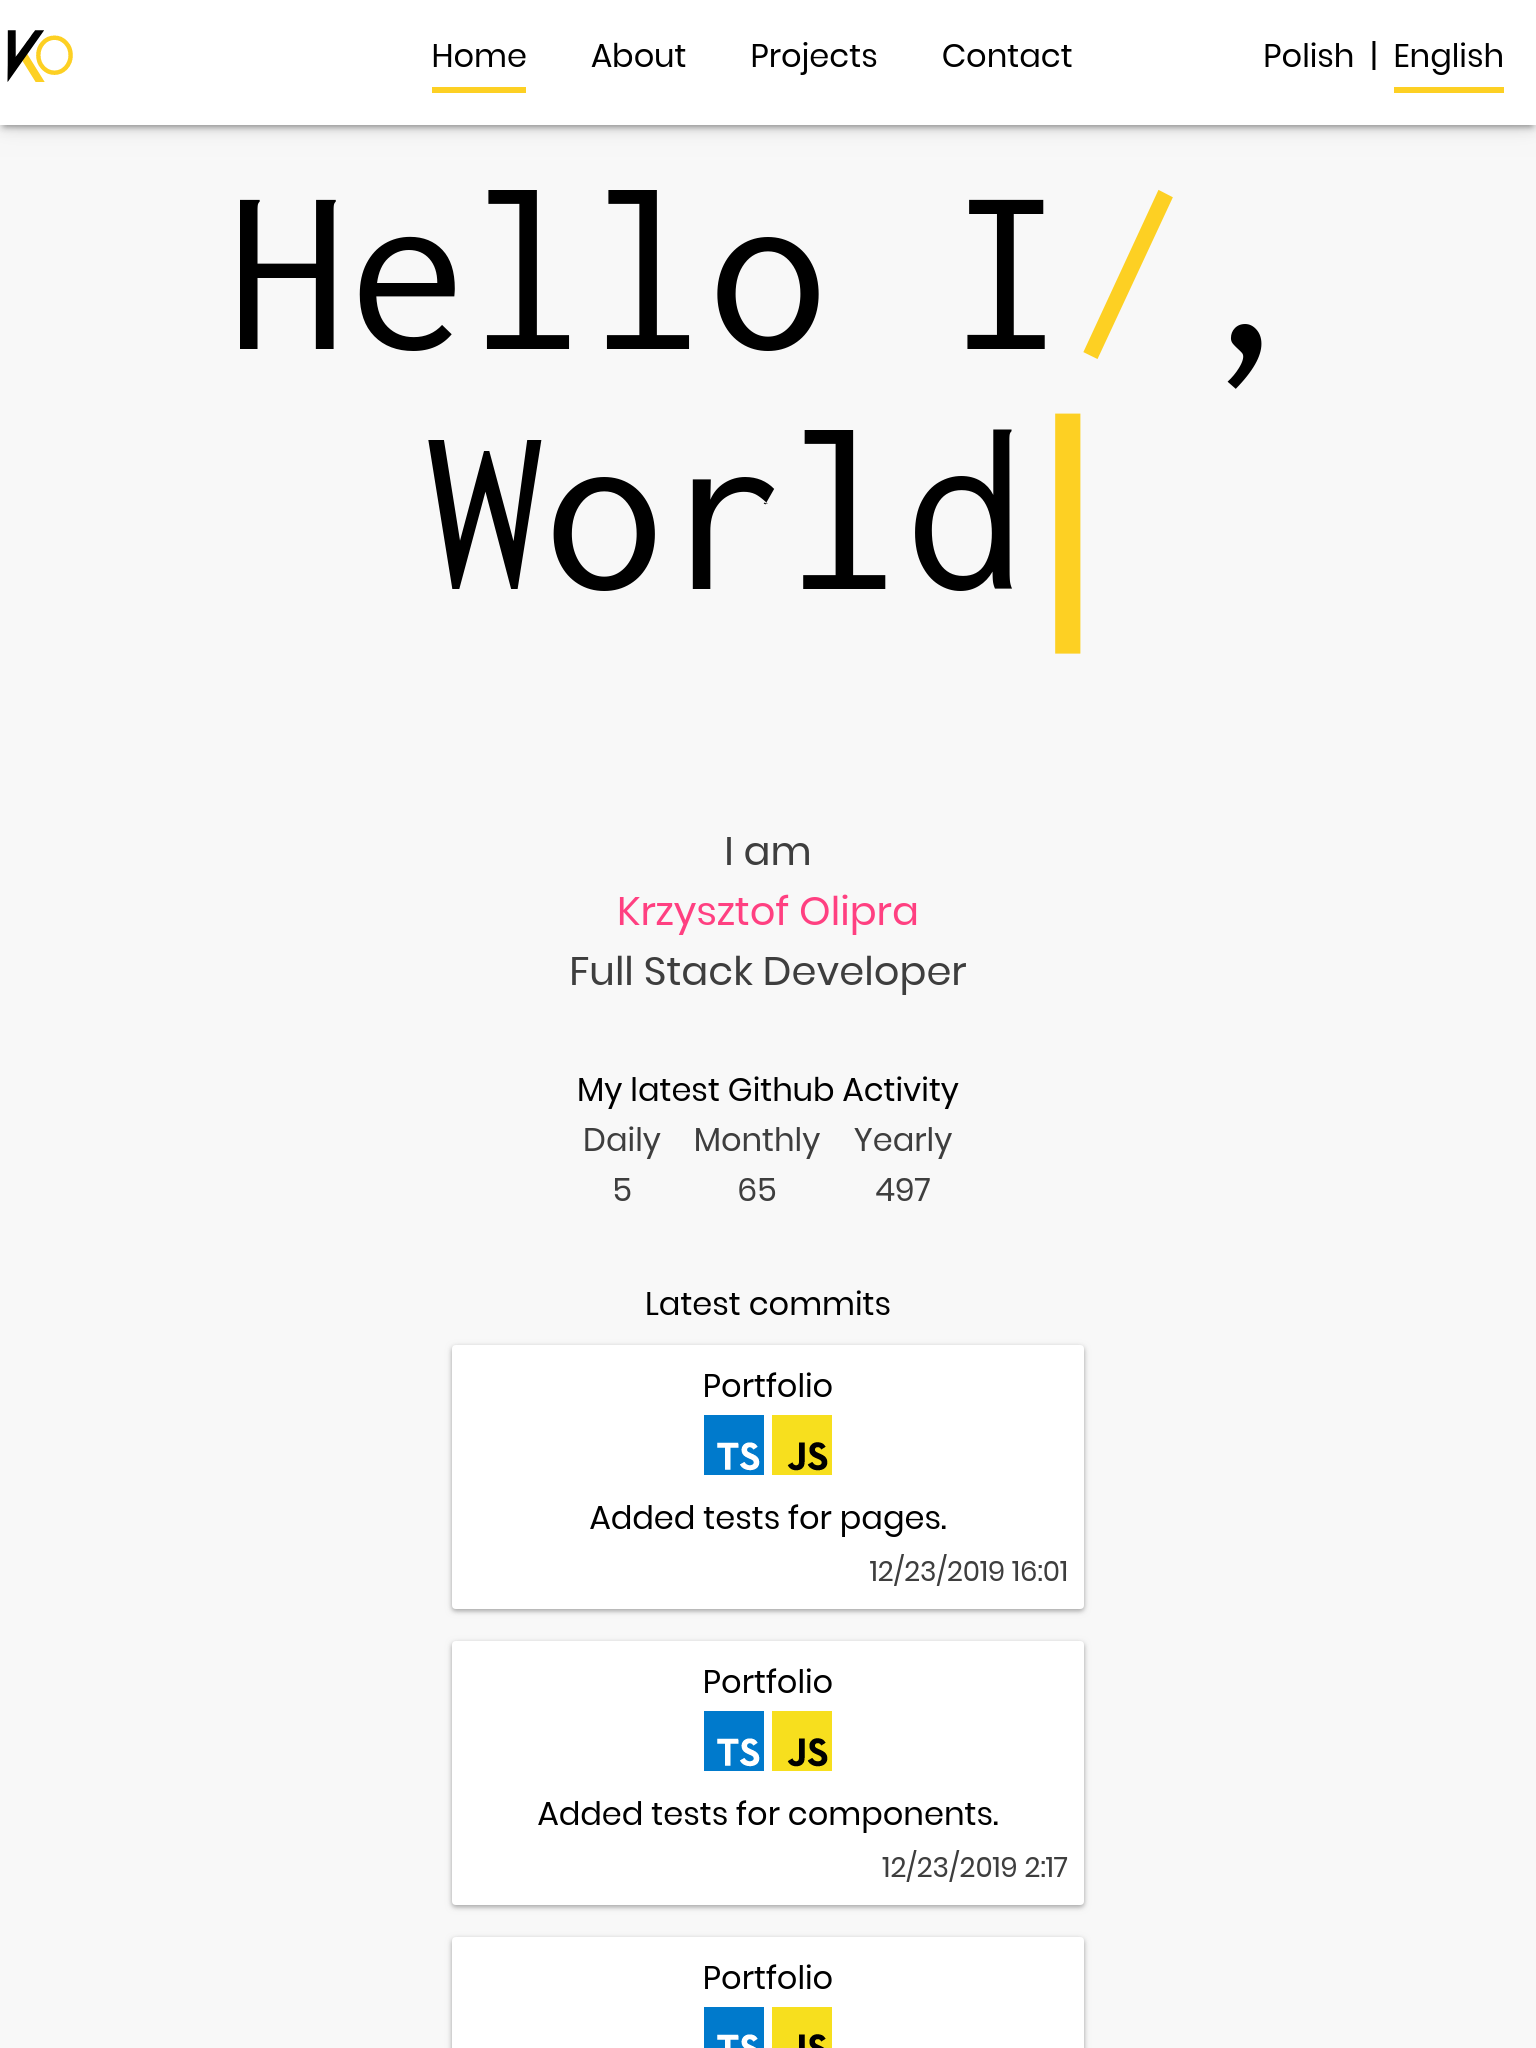 KO
Home About Projects Contact Polish | English
Hello I/,
World|
I am
Krzysztof Olipra
Full Stack Developer
My latest Github Activity
Daily Monthly Yearly
5 65 497
Latest commits
Portfolio
TS JS
Added tests for pages.
12/23/2019 16:01
Portfolio
TS JS
Added tests for components.
12/23/2019 2:17
Portfolio
TS JS